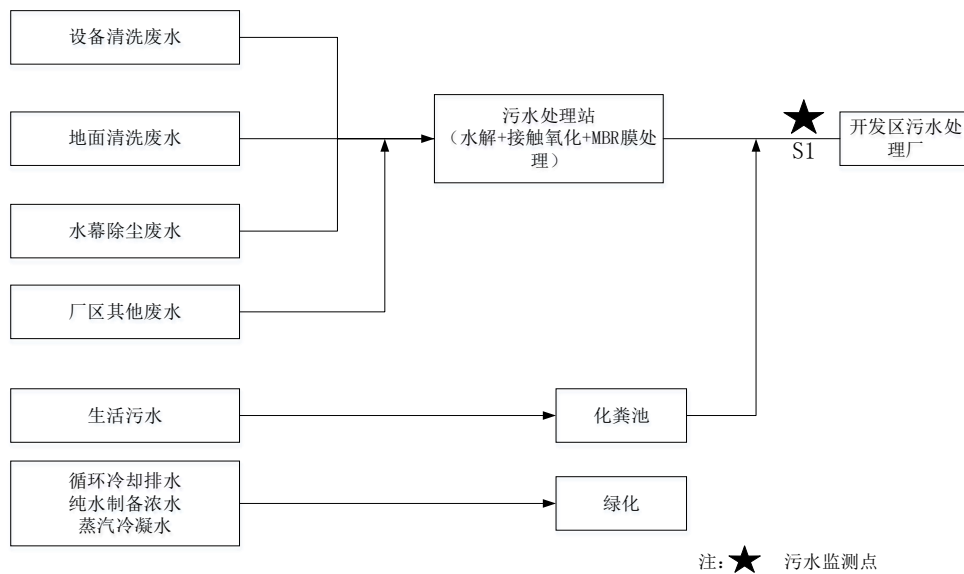 设备清洗废水
地面清洗废水
水幕除尘废水
厂区其他废水
污水处理站
（水解+接触氧化+MBR膜处
理）
S1
开发区污水处
理厂
生活污水
化粪池
循环冷却排水
纯水制备浓水
蒸汽冷凝水
绿化
注：★ 污水监测点